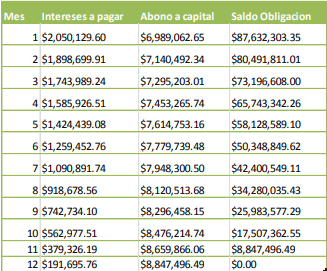 Mes Intereses a pagar Abono a capital Saldo Obligacion
1 $2,050,129.60 $6,989,062.65 $87,632,303.35
2 $1,898,699.91 $7,140,492.34 $80,491,811.01
3 $1,743,989.24 $7,295,203.01 $73,196,608.00
4 $1,585,926.51 $7,453,265.74 $65,743,342.26
5 $1,424,439.08 $7,614,753.16 $58,128,589.10
6 $1,259,452.76 $7,779,739.48 $50,348,849.62
7 $1,090,891.74 $7,948,300.50 $42,400,549.11
8 $918,678.56 $8,120,513.68 $34,280,035.43
9 $742,734.10 $8,296,458.15 $25,983,577.29
10 $562,977.51 $8,476,214.74 $17,507,362.55
11 $379,326.19 $8,659,866.06 $8,847,496.49
12 $191,695.76 $8,847,496.49 $0.00